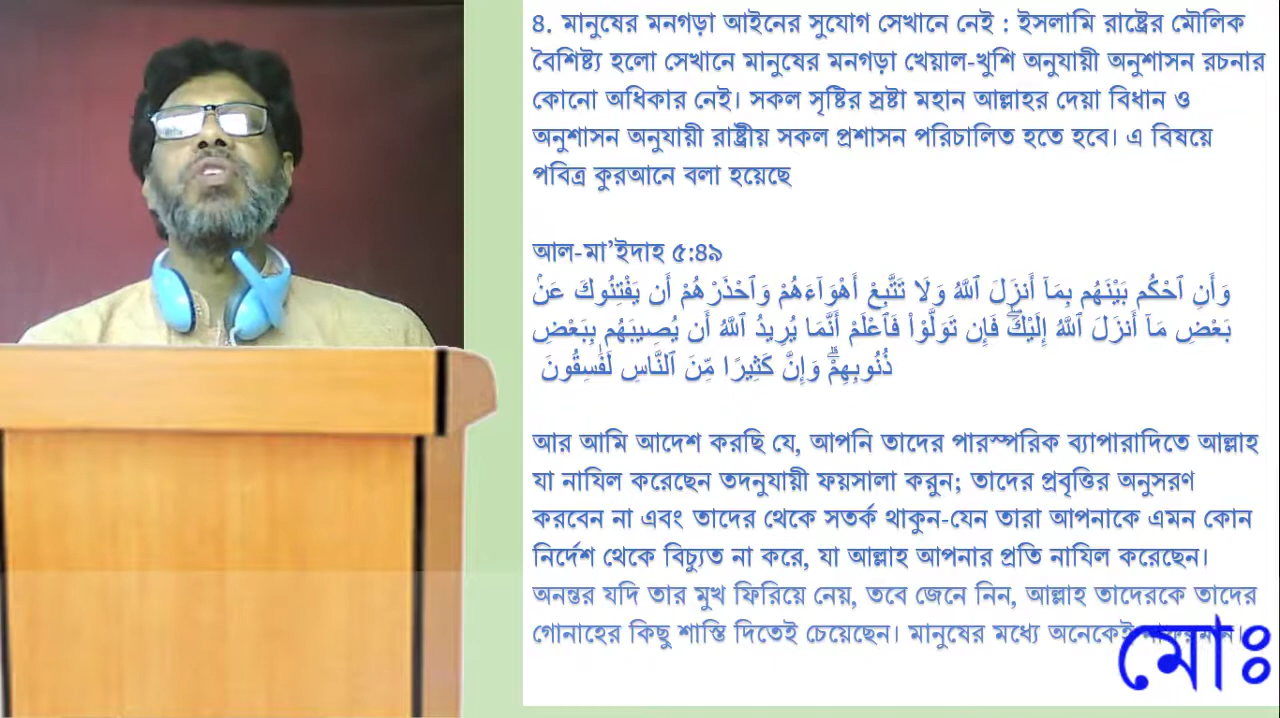 ৪. মানুষের মনগড়া আইনের সুযোগ সেখানে নেই : ইসলামি রাষ্ট্রের মৌলিক
বৈশিষ্ট্য হলো সেখানে মানুষের মনগড়া খেয়াল-খুশি অনুযায়ী অনুশাসন রচনার
কোনো অধিকার নেই। সকল সৃষ্টির স্রষ্টা মহান আল্লাহর দেয়া বিধান ও
অনুশাসন অনুযায়ী রাষ্ট্রীয় সকল প্রশাসন পরিচালিত হতে হবে। এ বিষয়ে
পবিত্র কুরআনে বলা হয়েছে
আল-মা’ইদাহ ৫:৪৯
وَأَنِ ٱحْكُم بَيْنَهُم بِمَآ أَنزَلَ ٱللَّهُ وَلَا تَتَّبِعْ أَهْوَآءَهُمْ وَٱحْذَرْهُمْ أَن يَفْتِنُوكَ عَنۢ
بَعْضِ مَآ أَنزَلَ ٱللَّهُ إِلَيْكَۖ فَإِن تَوَلَّوْا۟ فَٱعْلَمْ أَنَّمَا يُرِيدُ ٱللَّهُ أَن يُصِيبَهُم بِبَعْضِ
ذُنُوبِهِمْۗ وَإِنَّ كَثِيرًا مِّنَ ٱلنَّاسِ لَفَٰسِقُونَ
আর আমি আদেশ করছি যে, আপনি তাদের পারস্পরিক ব্যাপারাদিতে আল্লাহ
যা নাযিল করেছেন তদনুযায়ী ফয়সালা করুন; তাদের প্রবৃত্তির অনুসরণ
করবেন না এবং তাদের থেকে সতর্ক থাকুন-যেন তারা আপনাকে এমন কোন
নির্দেশ থেকে বিচ্যুত না করে, যা আল্লাহ আপনার প্রতি নাযিল করেছেন।
অনন্তর যদি তার মুখ ফিরিয়ে নেয়, তবে জেনে নিন, আল্লাহ তাদেরকে তাদের
গোনাহের কিছু শাস্তি দিতেই চেয়েছেন। মানুষের মধ্যে অনেকেই
মোঃ